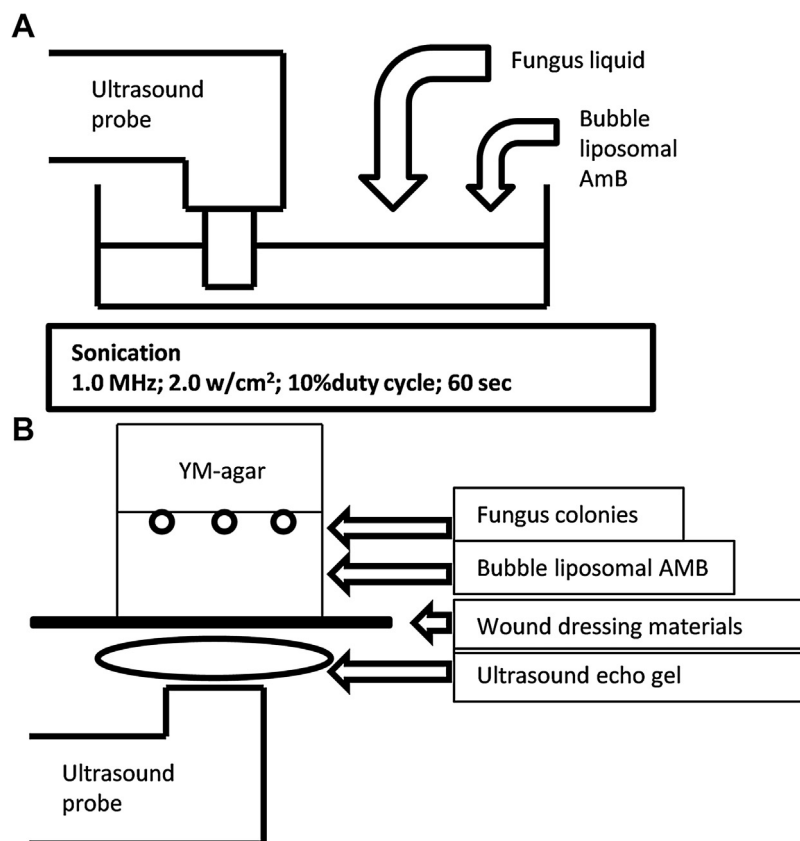 A
Ultrasound
probe
Fungus liquid
Bubble
liposomal
AmB
Sonication
1.0 MHz; 2.0 w/cm²; 10%duty cycle; 60 sec
B
YM-agar
Fungus colonies
Bubble liposomal AMB
Wound dressing materials
Ultrasound echo gel
Ultrasound
probe